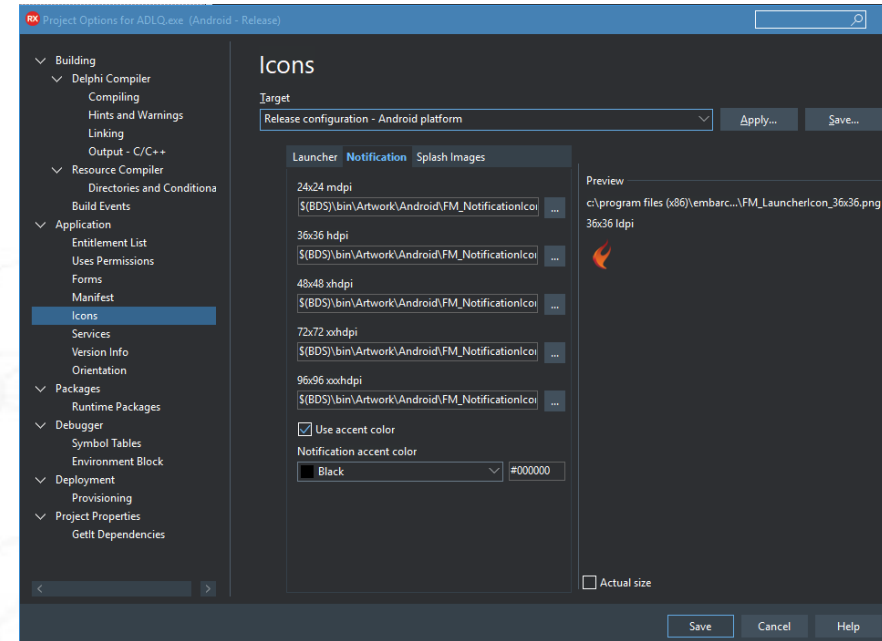 RX Project Options for ADLQ.exe (Android - Release)
Building
Delphi Compiler
Compiling
Hints and Warnings
Linking
Output - C/C++
Resource Compiler
Directories and Conditiona
Build Events
Application
Entitlement List
Uses Permissions
Forms
Manifest
Icons
Services
Version Info
Orientation
Packages
Runtime Packages
Debugger
Symbol Tables
Environment Block
Deployment
Provisioning
Project Properties
GetIt Dependencies
Icons
Target
Release configuration - Android platform
Apply...
Save...
Launcher Notification Splash Images
24x24 mdpi
$(BDS)\bin\Artwork\Android\FM_NotificationIco
...
36x36 hdpi
$(BDS)\bin\Artwork\Android\FM_NotificationIco
...
48x48 xhdpi
$(BDS)\bin\Artwork\Android\FM_NotificationIco
...
72x72 xxhdpi
$(BDS)\bin\Artwork\Android\FM_NotificationIco
...
96x96 xxxhdpi
$(BDS)\bin\Artwork\Android\FM_NotificationIco
...
Use accent color
Notification accent color
Black
#000000
Preview
c:\program files (x86)\embarc...\FM_LauncherIcon_36x36.png
36x36 ldpi
Actual size
Save
Cancel
Help